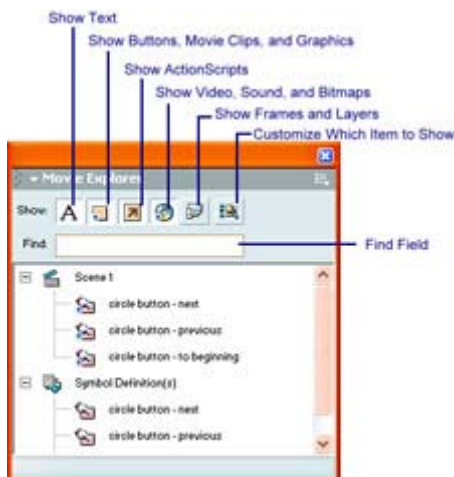 Show Text
Show Buttons, Movie Clips, and Graphics
Show ActionScripts
Show Video, Sound, and Bitmaps
Show Frames and Layers
Customize Which Item to Show
Movie Explorer
Show:
Find:
Find Field
Scene 1
circle button - next
circle button - previous
circle button - to beginning
Symbol Definition(s)
circle button - next
circle button - previous